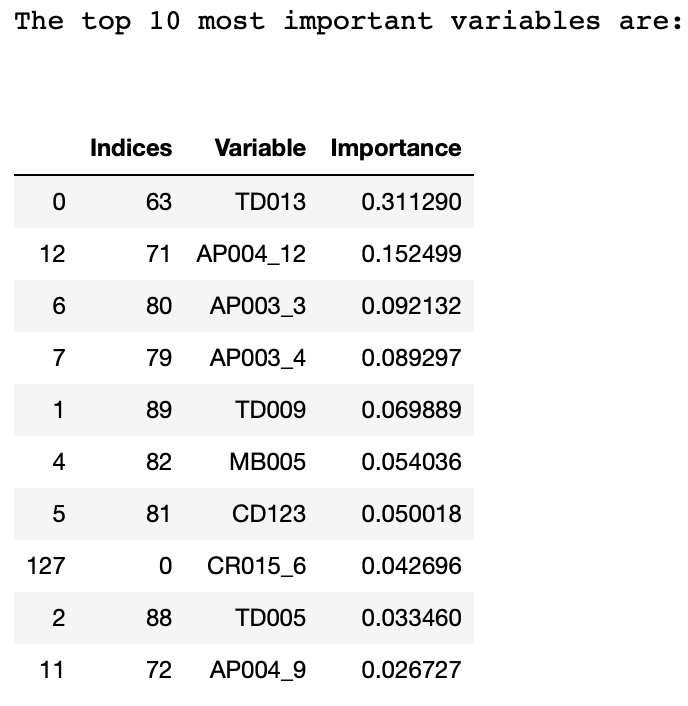 The top 10 most important variables are:
Indices Variable Importance
0 63 TD013 0.311290
12 71 AP004_12 0.152499
6 80 AP003_3 0.092132
7 79 AP003_4 0.089297
1 89 TD009 0.069889
4 82 MB005 0.054036
5 81 CD123 0.050018
127 0 CR015_6 0.042696
2 88 TD005 0.033460
11 72 AP004_9 0.026727